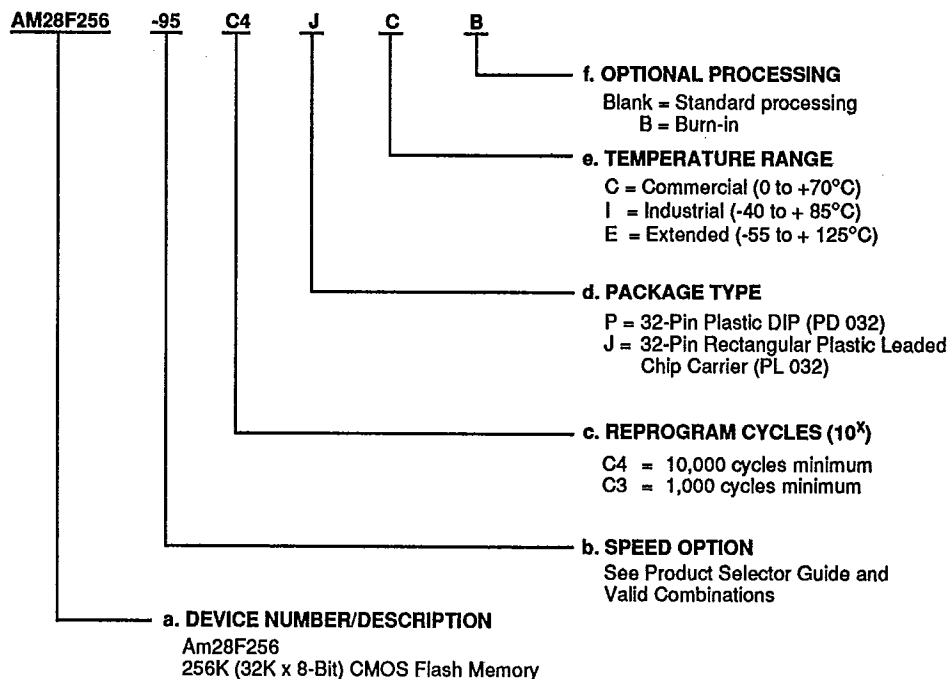 AM28F256 -95 C4 J C B
f. OPTIONAL PROCESSING
Blank = Standard processing
B = Burn-in
e. TEMPERATURE RANGE
C = Commercial (0 to +70°C)
I = Industrial (-40 to + 85°C)
E = Extended (-55 to + 125°C)
d. PACKAGE TYPE
P = 32-Pin Plastic DIP (PD 032)
J = 32-Pin Rectangular Plastic Leaded
Chip Carrier (PL 032)
c. REPROGRAM CYCLES (10^X)
C4 = 10,000 cycles minimum
C3 = 1,000 cycles minimum
b. SPEED OPTION
See Product Selector Guide and
Valid Combinations
a. DEVICE NUMBER/DESCRIPTION
Am28F256
256K (32K x 8-Bit) CMOS Flash Memory